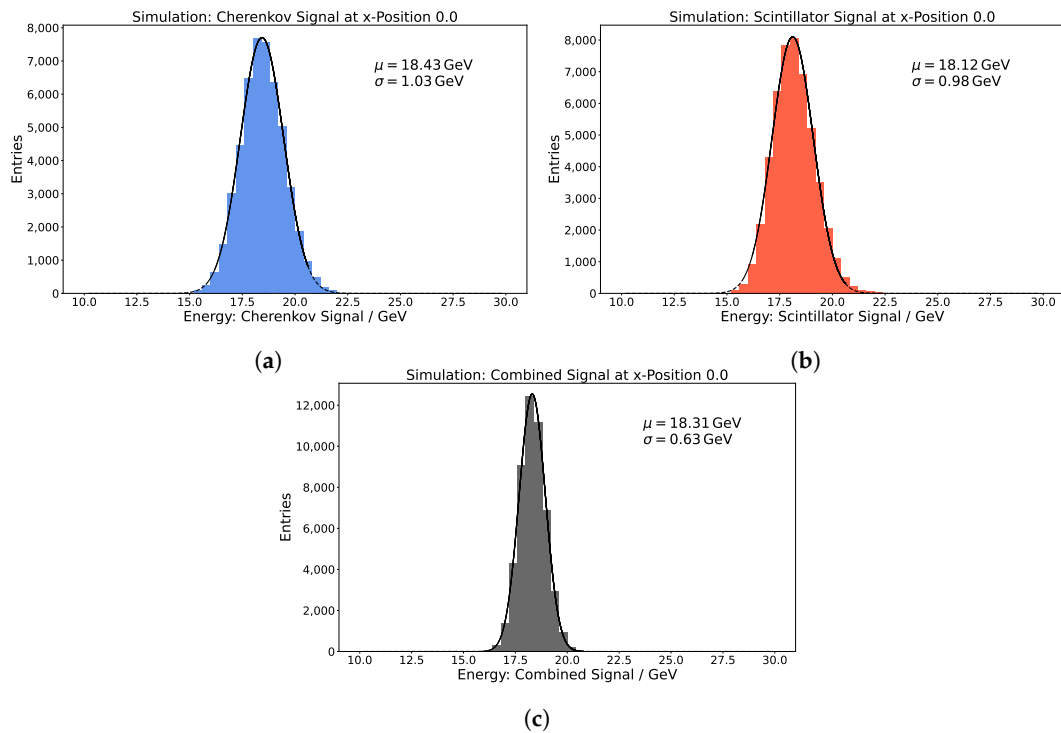 Simulation: Cherenkov Signal at x-Position 0.0
8,000
7,000
6,000
5,000
4,000
3,000
2,000
1,000
0
Entries
μ = 18.43 GeV
σ = 1.03 GeV
10.0 12.5 15.0 17.5 20.0 22.5 25.0 27.5 30.0
Energy: Cherenkov Signal / GeV
(a)
Simulation: Scintillator Signal at x-Position 0.0
8,000
7,000
6,000
5,000
4,000
3,000
2,000
1,000
0
Entries
μ = 18.12 GeV
σ = 0.98 GeV
10.0 12.5 15.0 17.5 20.0 22.5 25.0 27.5 30.0
Energy: Scintillator Signal / GeV
(b)
Simulation: Combined Signal at x-Position 0.0
12,000
10,000
8,000
6,000
4,000
2,000
0
Entries
μ = 18.31 GeV
σ = 0.63 GeV
10.0 12.5 15.0 17.5 20.0 22.5 25.0 27.5 30.0
Energy: Combined Signal / GeV
(c)